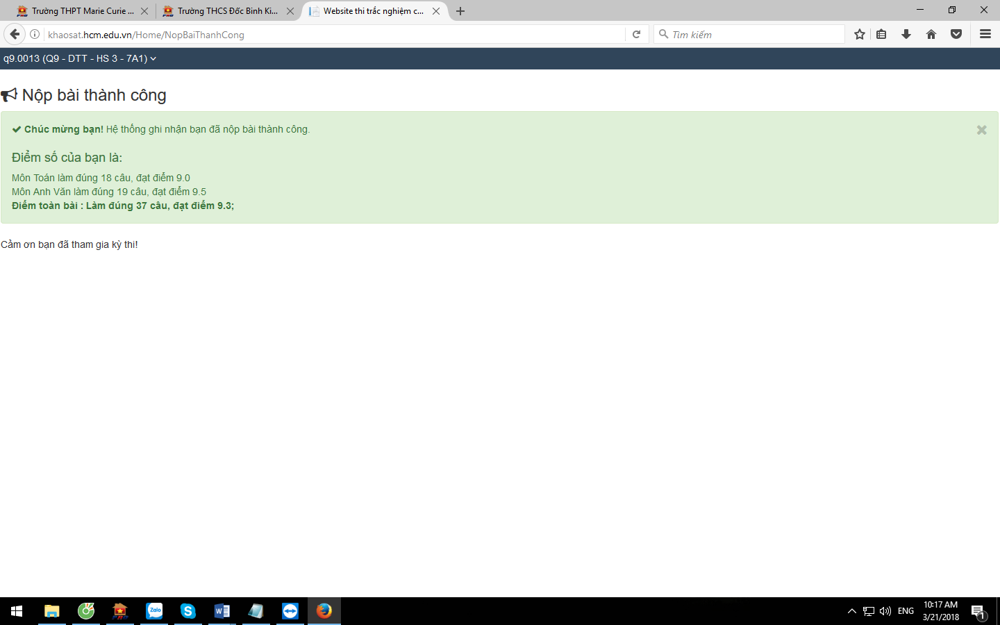 Trường THPT Marie Curie ...
Trường THCS Đốc Binh Ki...
Website thi trắc nghiệm c...
khaosat.hcm.edu.vn/Home/NopBaiThanhCong
Tìm kiếm
q9.0013 (Q9 - DTT - HS 3 - 7A1)
Nộp bài thành công
Chúc mừng bạn! Hệ thống ghi nhận bạn đã nộp bài thành công.
Điểm số của bạn là:
Môn Toán làm đúng 18 câu, đạt điểm 9.0
Môn Anh Văn làm đúng 19 câu, đạt điểm 9.5
Điểm toàn bài : Làm đúng 37 câu, đạt điểm 9.3;
Cảm ơn bạn đã tham gia kỳ thi!
Zalo
ENG
10:17 AM
3/21/2018
1